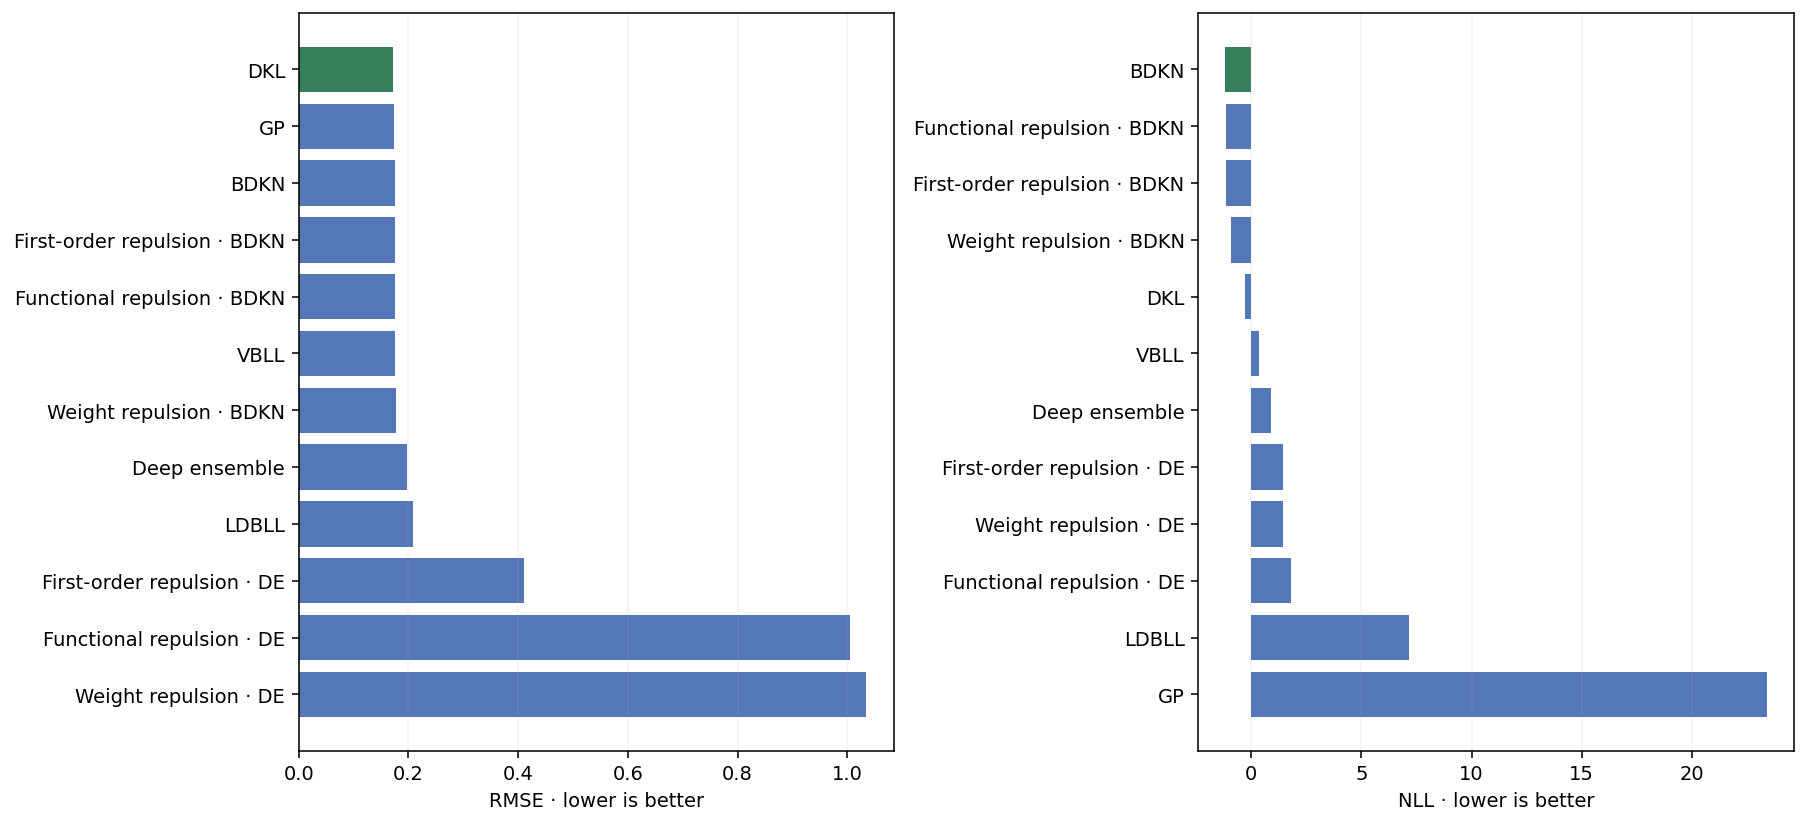 DKL
GP
BDKN
First-order repulsion · BDKN
Functional repulsion · BDKN
VBLL
Weight repulsion · BDKN
Deep ensemble
LDBLL
First-order repulsion · DE
Functional repulsion · DE
Weight repulsion · DE
0.0 0.2 0.4 0.6 0.8 1.0
RMSE · lower is better
BDKN
Functional repulsion · BDKN
First-order repulsion · BDKN
Weight repulsion · BDKN
DKL
VBLL
Deep ensemble
First-order repulsion · DE
Weight repulsion · DE
Functional repulsion · DE
LDBLL
GP
0 5 10 15 20
NLL · lower is better